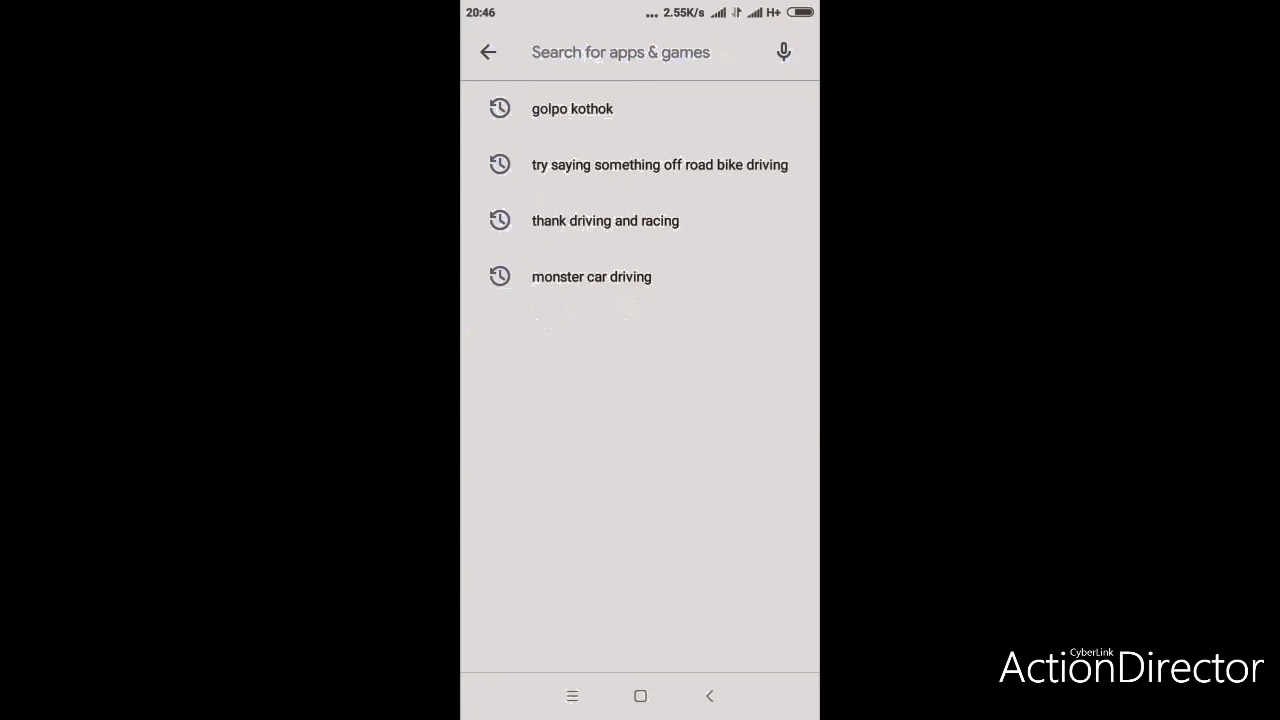 20:46 ... 2.55K/s H+
Search for apps & games
golpo kothok
try saying something off road bike driving
thank driving and racing
monster car driving
CyberLink
ActionDirector